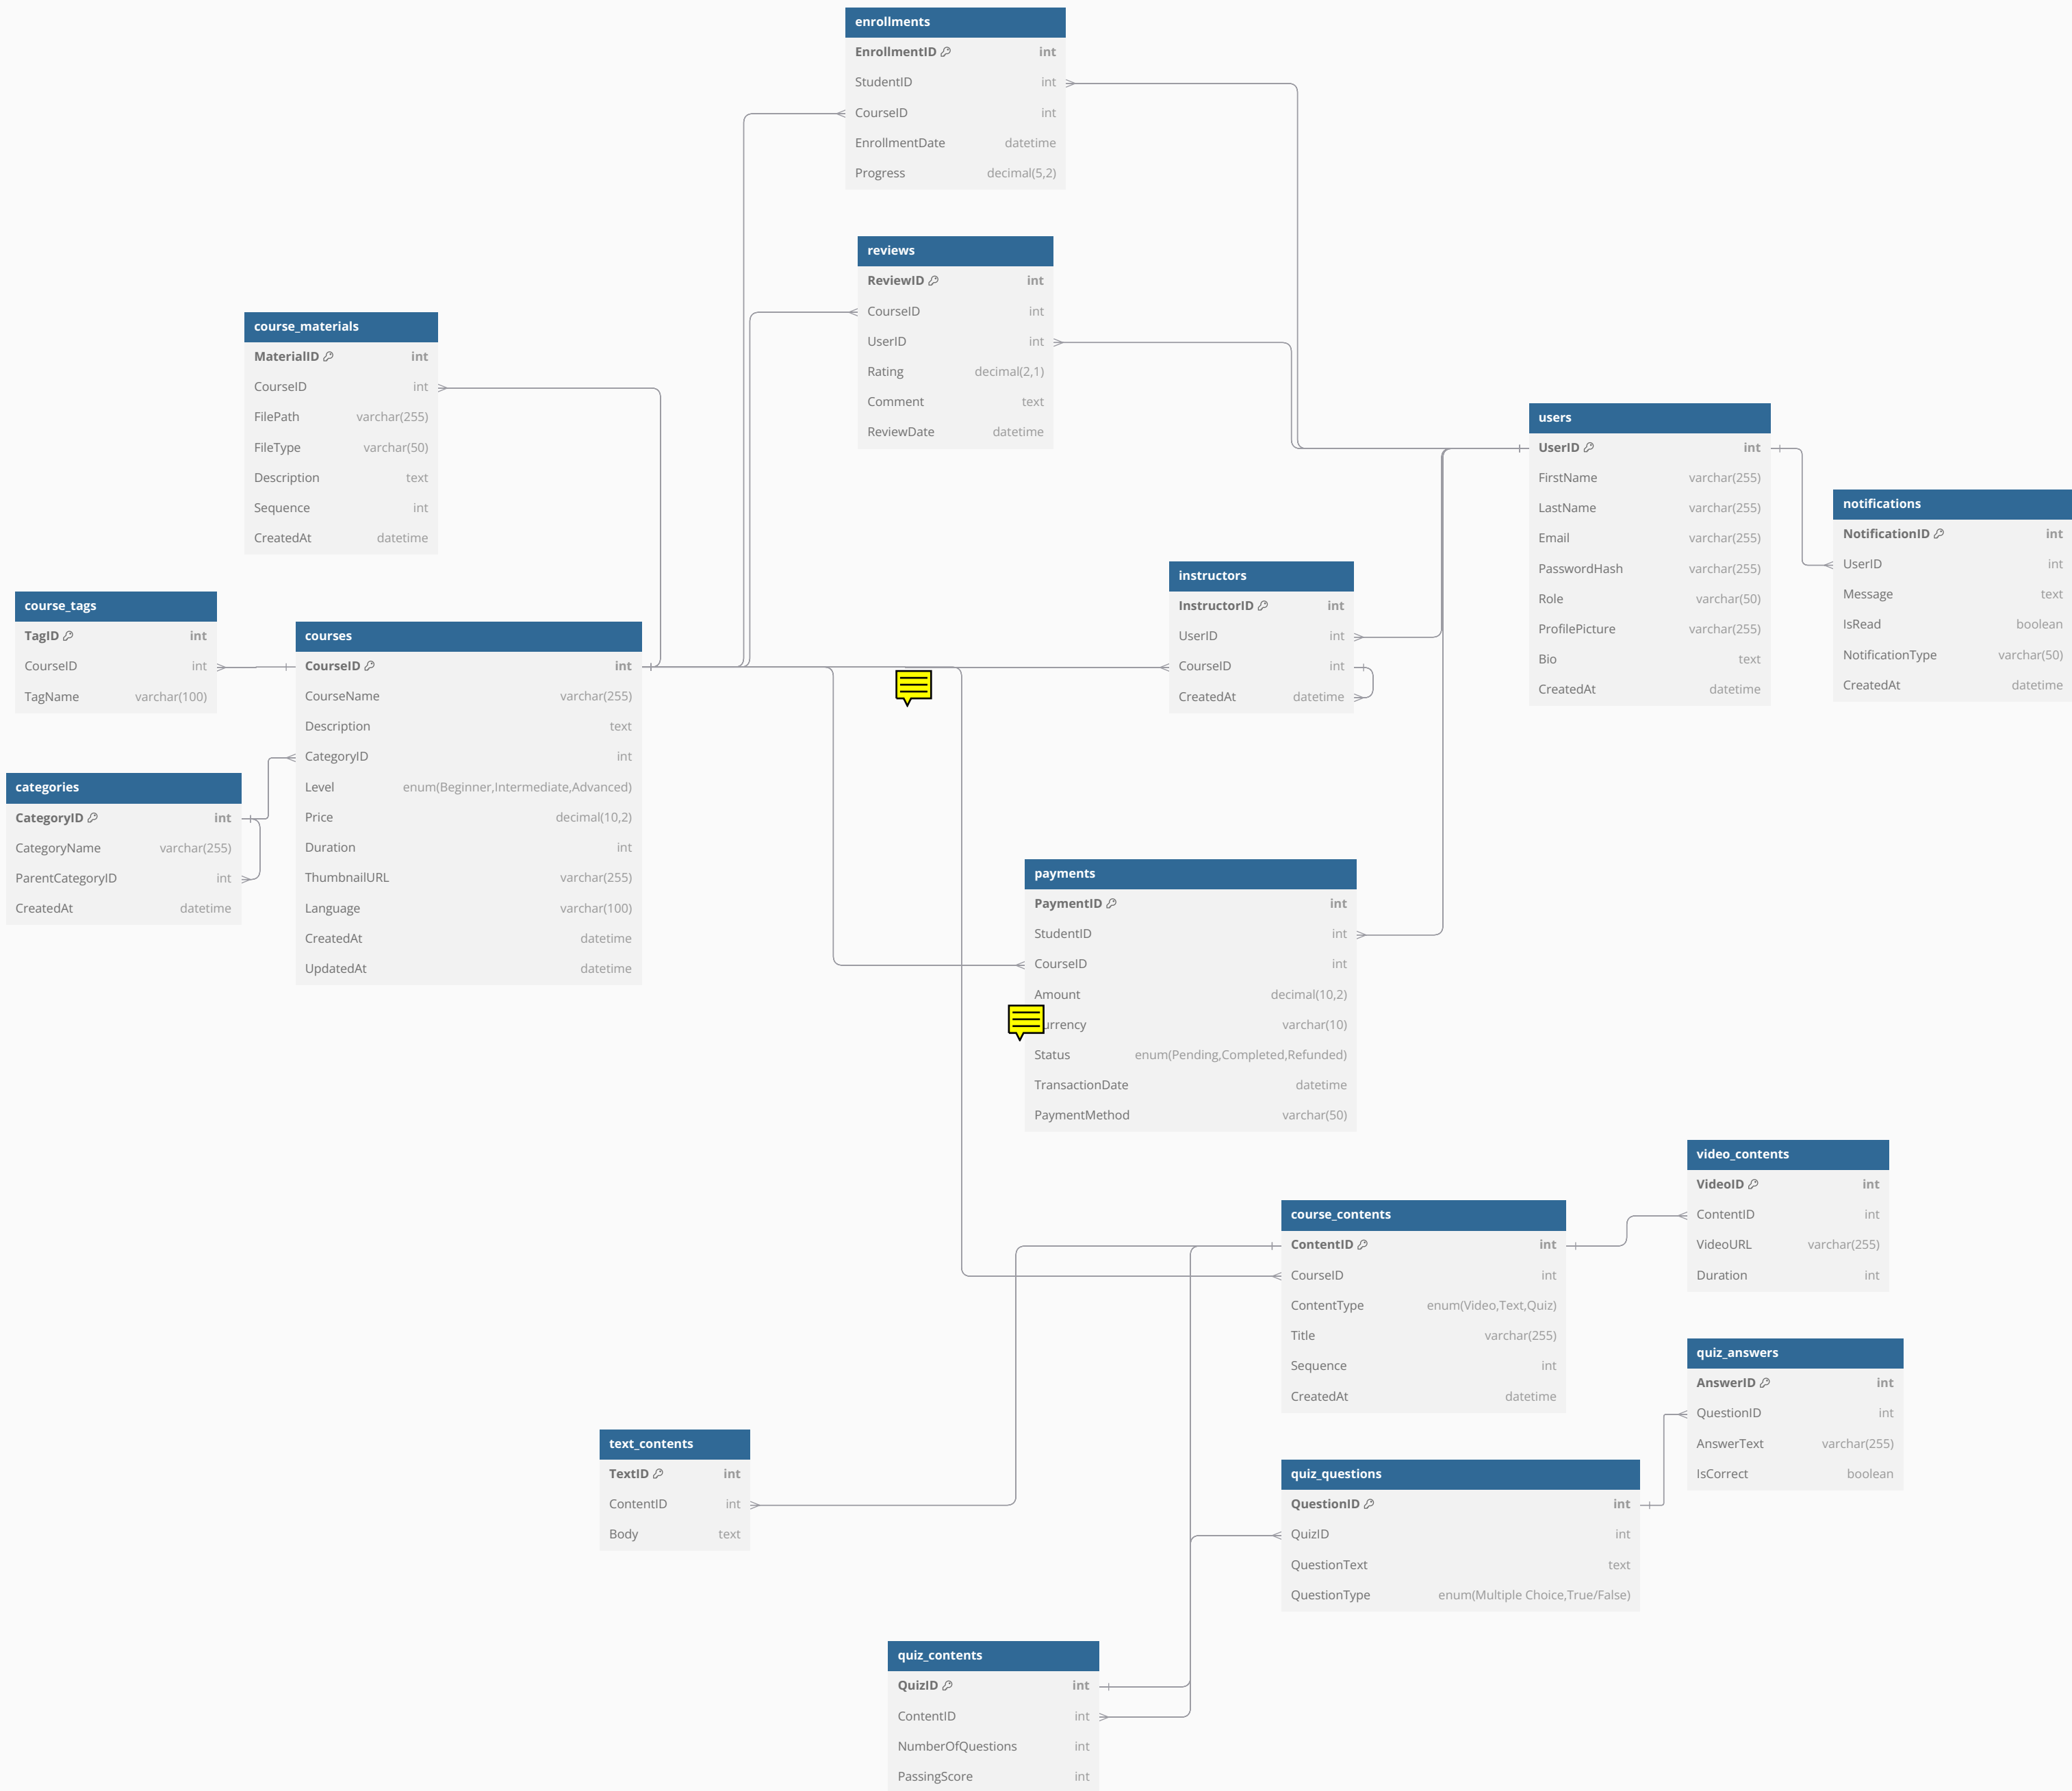 enrollments
EnrollmentID int
StudentID int
CourseID int
EnrollmentDate datetime
Progress decimal(5,2)
reviews
ReviewID int
CourseID int
UserID int
Rating decimal(2,1)
Comment text
ReviewDate datetime
course_materials
MaterialID int
CourseID int
FilePath varchar(255)
FileType varchar(50)
Description text
Sequence int
CreatedAt datetime
users
UserID int
FirstName varchar(255)
LastName varchar(255)
Email varchar(255)
PasswordHash varchar(255)
Role varchar(50)
ProfilePicture varchar(255)
Bio text
CreatedAt datetime
notifications
NotificationID int
UserID int
Message text
IsRead boolean
NotificationType varchar(50)
CreatedAt datetime
instructors
InstructorID int
UserID int
CourseID int
CreatedAt datetime
course_tags
TagID int
CourseID int
TagName varchar(100)
courses
CourseID int
CourseName varchar(255)
Description text
CategoryID int
Level enum(Beginner,Intermediate,Advanced)
Price decimal(10,2)
Duration int
ThumbnailURL varchar(255)
Language varchar(100)
CreatedAt datetime
UpdatedAt datetime
categories
CategoryID int
CategoryName varchar(255)
ParentCategoryID int
CreatedAt datetime
payments
PaymentID int
StudentID int
CourseID int
Amount decimal(10,2)
urrency varchar(10)
Status enum(Pending,Completed,Refunded)
TransactionDate datetime
PaymentMethod varchar(50)
video_contents
VideoID int
ContentID int
VideoURL varchar(255)
Duration int
course_contents
ContentID int
CourseID int
ContentType enum(Video,Text,Quiz)
Title varchar(255)
Sequence int
CreatedAt datetime
quiz_answers
AnswerID int
QuestionID int
AnswerText varchar(255)
IsCorrect boolean
text_contents
TextID int
ContentID int
Body text
quiz_questions
QuestionID int
QuizID int
QuestionText text
QuestionType enum(Multiple Choice,True/False)
quiz_contents
QuizID int
ContentID int
NumberOfQuestions int
PassingScore int